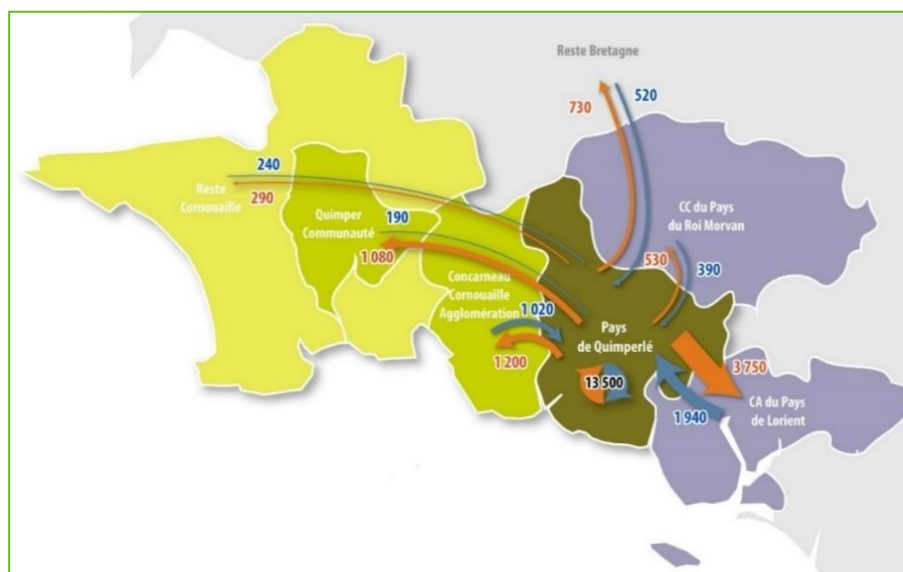 Reste Bretagne
730
520
240
Reste
Cornouaille
290
Quimper
Communauté
190
1 080
CC du Pays
du Roi Morvan
530
390
Concarneau
Cornouaille
Agglomération
1 020
1 200
Pays
de Quimperlé
13 500
3 750
CA du Pays
de Lorient
1 940